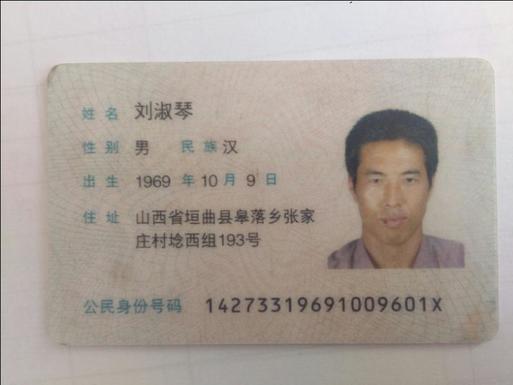 姓名 刘淑琴
性别 男 民族 汉
出生 1969 年 10 月 9 日
住址 山西省垣曲县皋落乡张家
庄村埝西组193号
公民身份号码 14273319691009601X